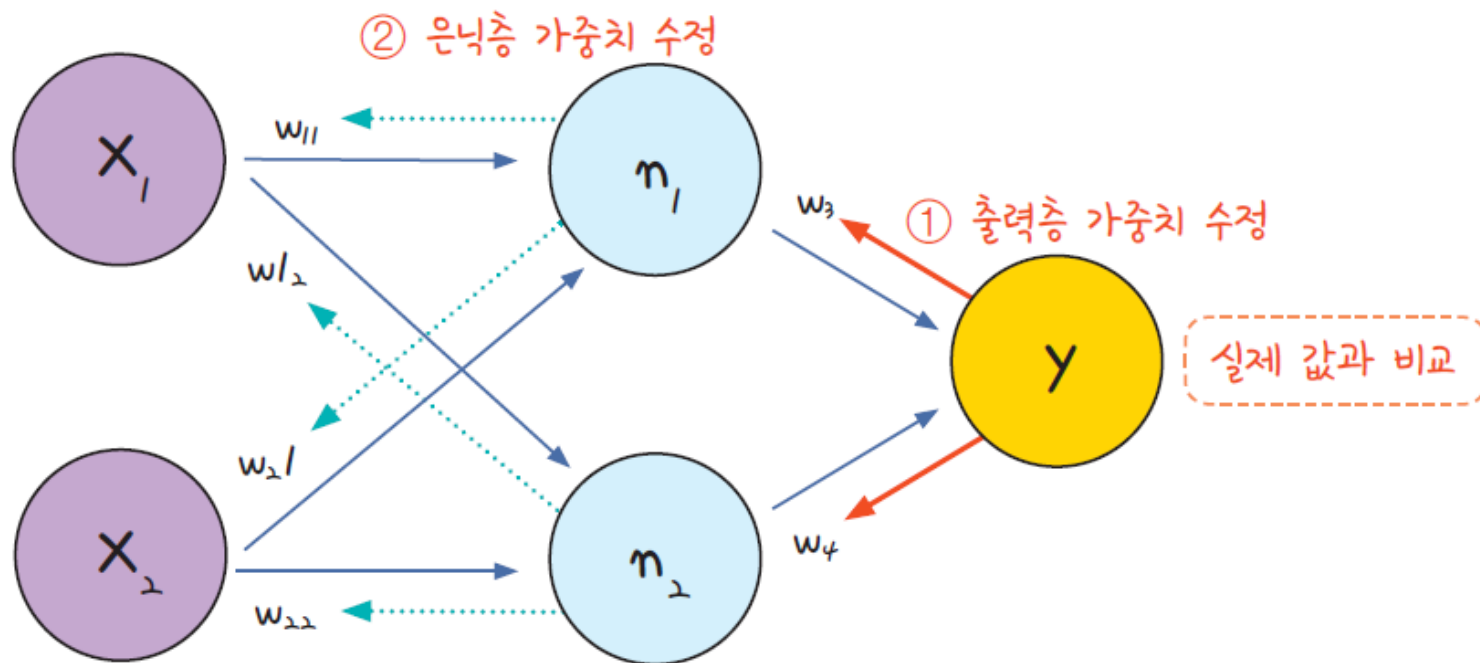 ② 은닉층 가중치 수정
x₁
w₁₁
n₁
w₃
① 출력층 가중치 수정
w1₂
y
실제 값과 비교
w₂1
x₂
n₂
w₄
w₂₂